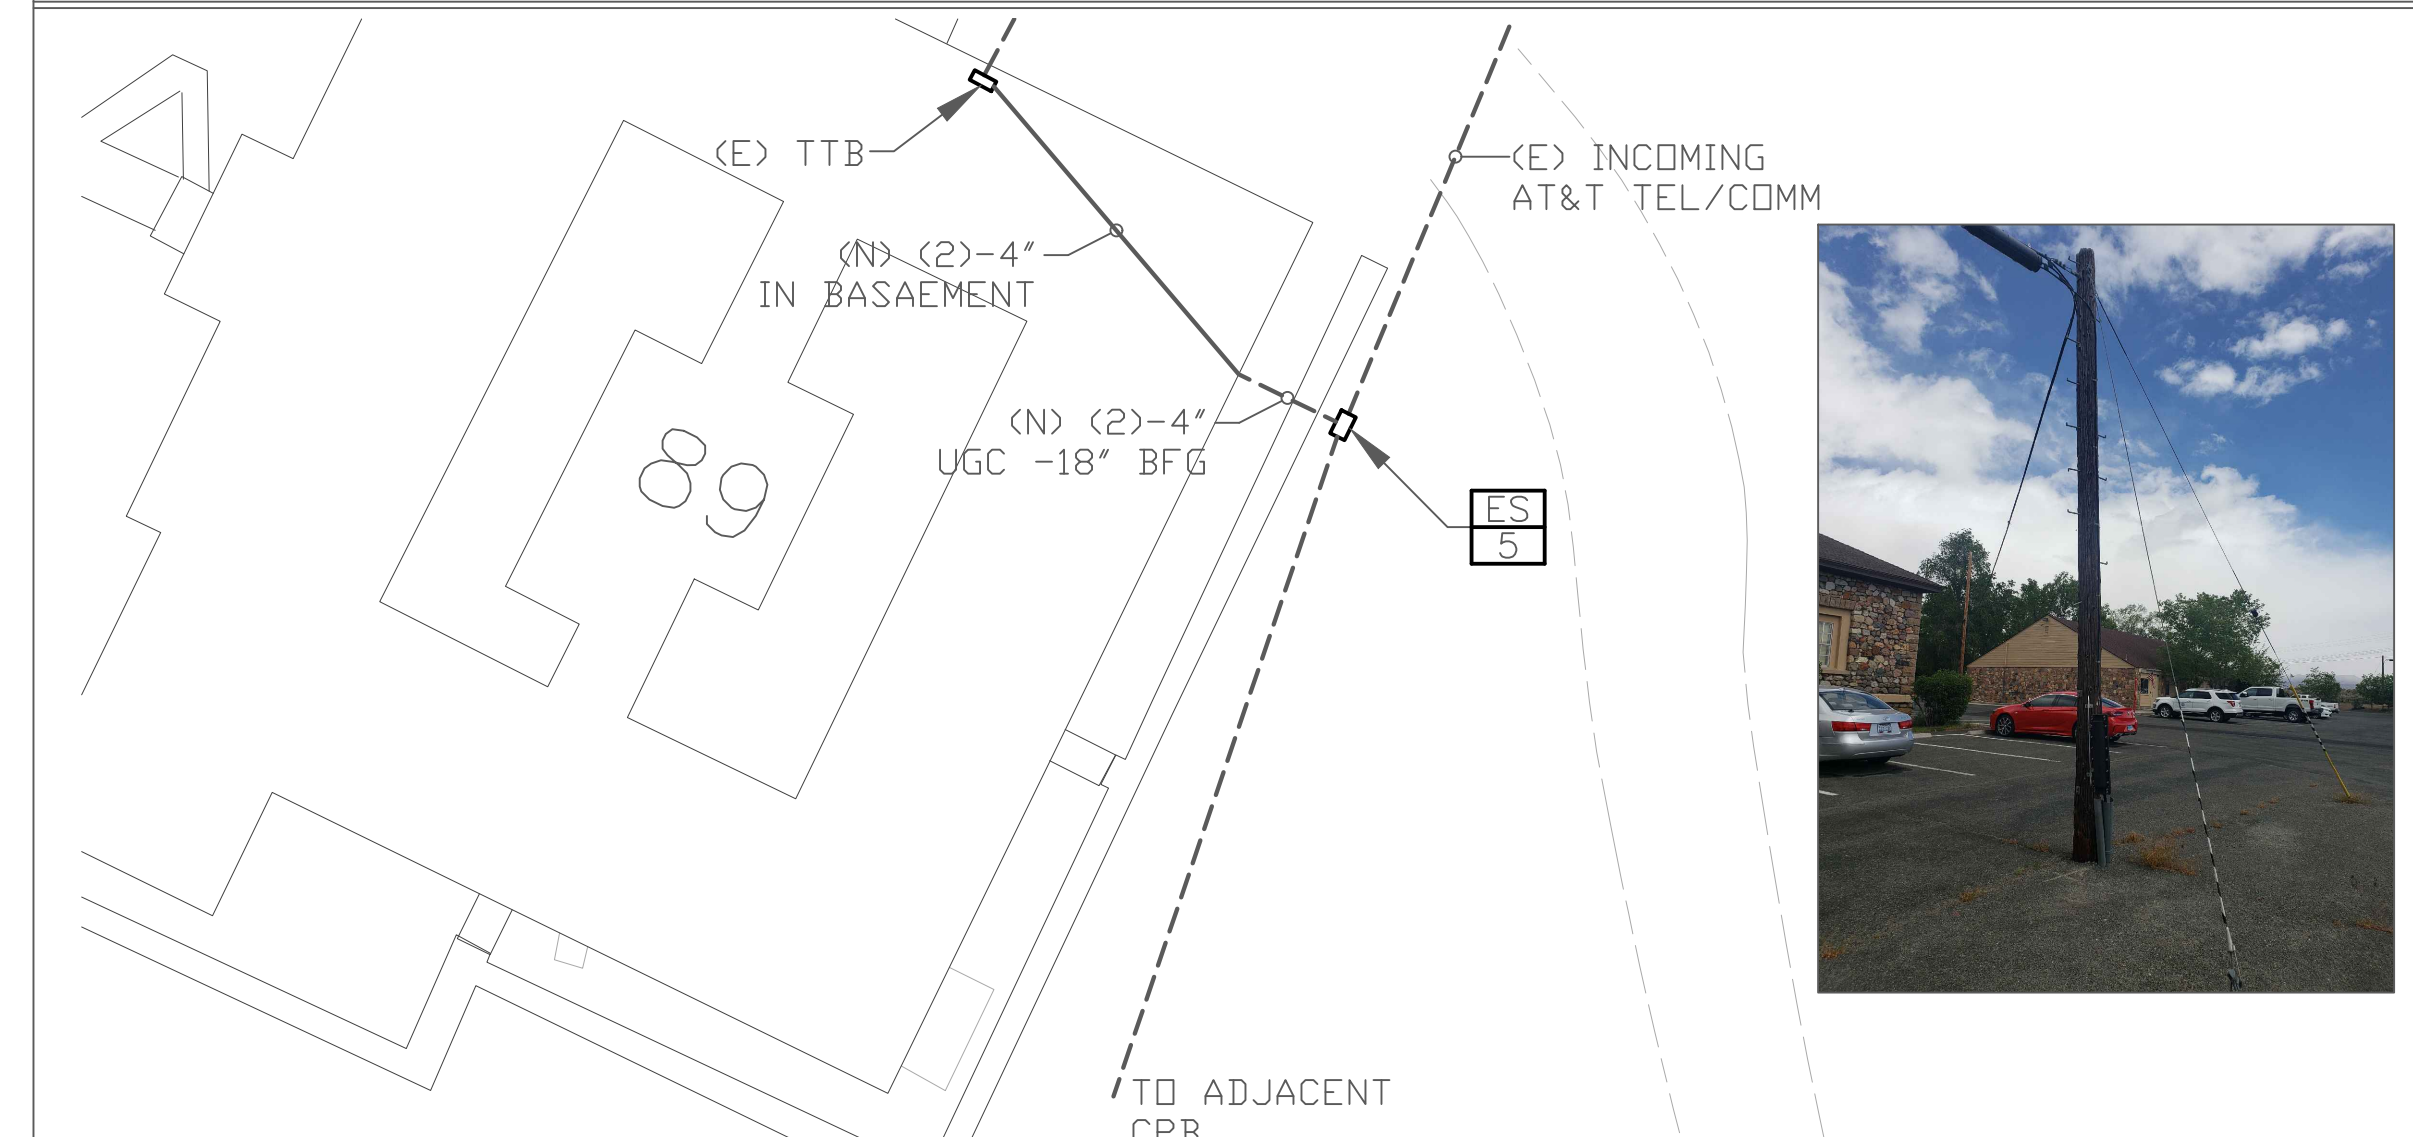 (E) TTB
(E) INCOMING
AT&T TEL/COMM
(N) (2)-4"
IN BASAEMENT
(N) (2)-4"
UGC -18" BFG
89
ES
5
TO ADJACENT